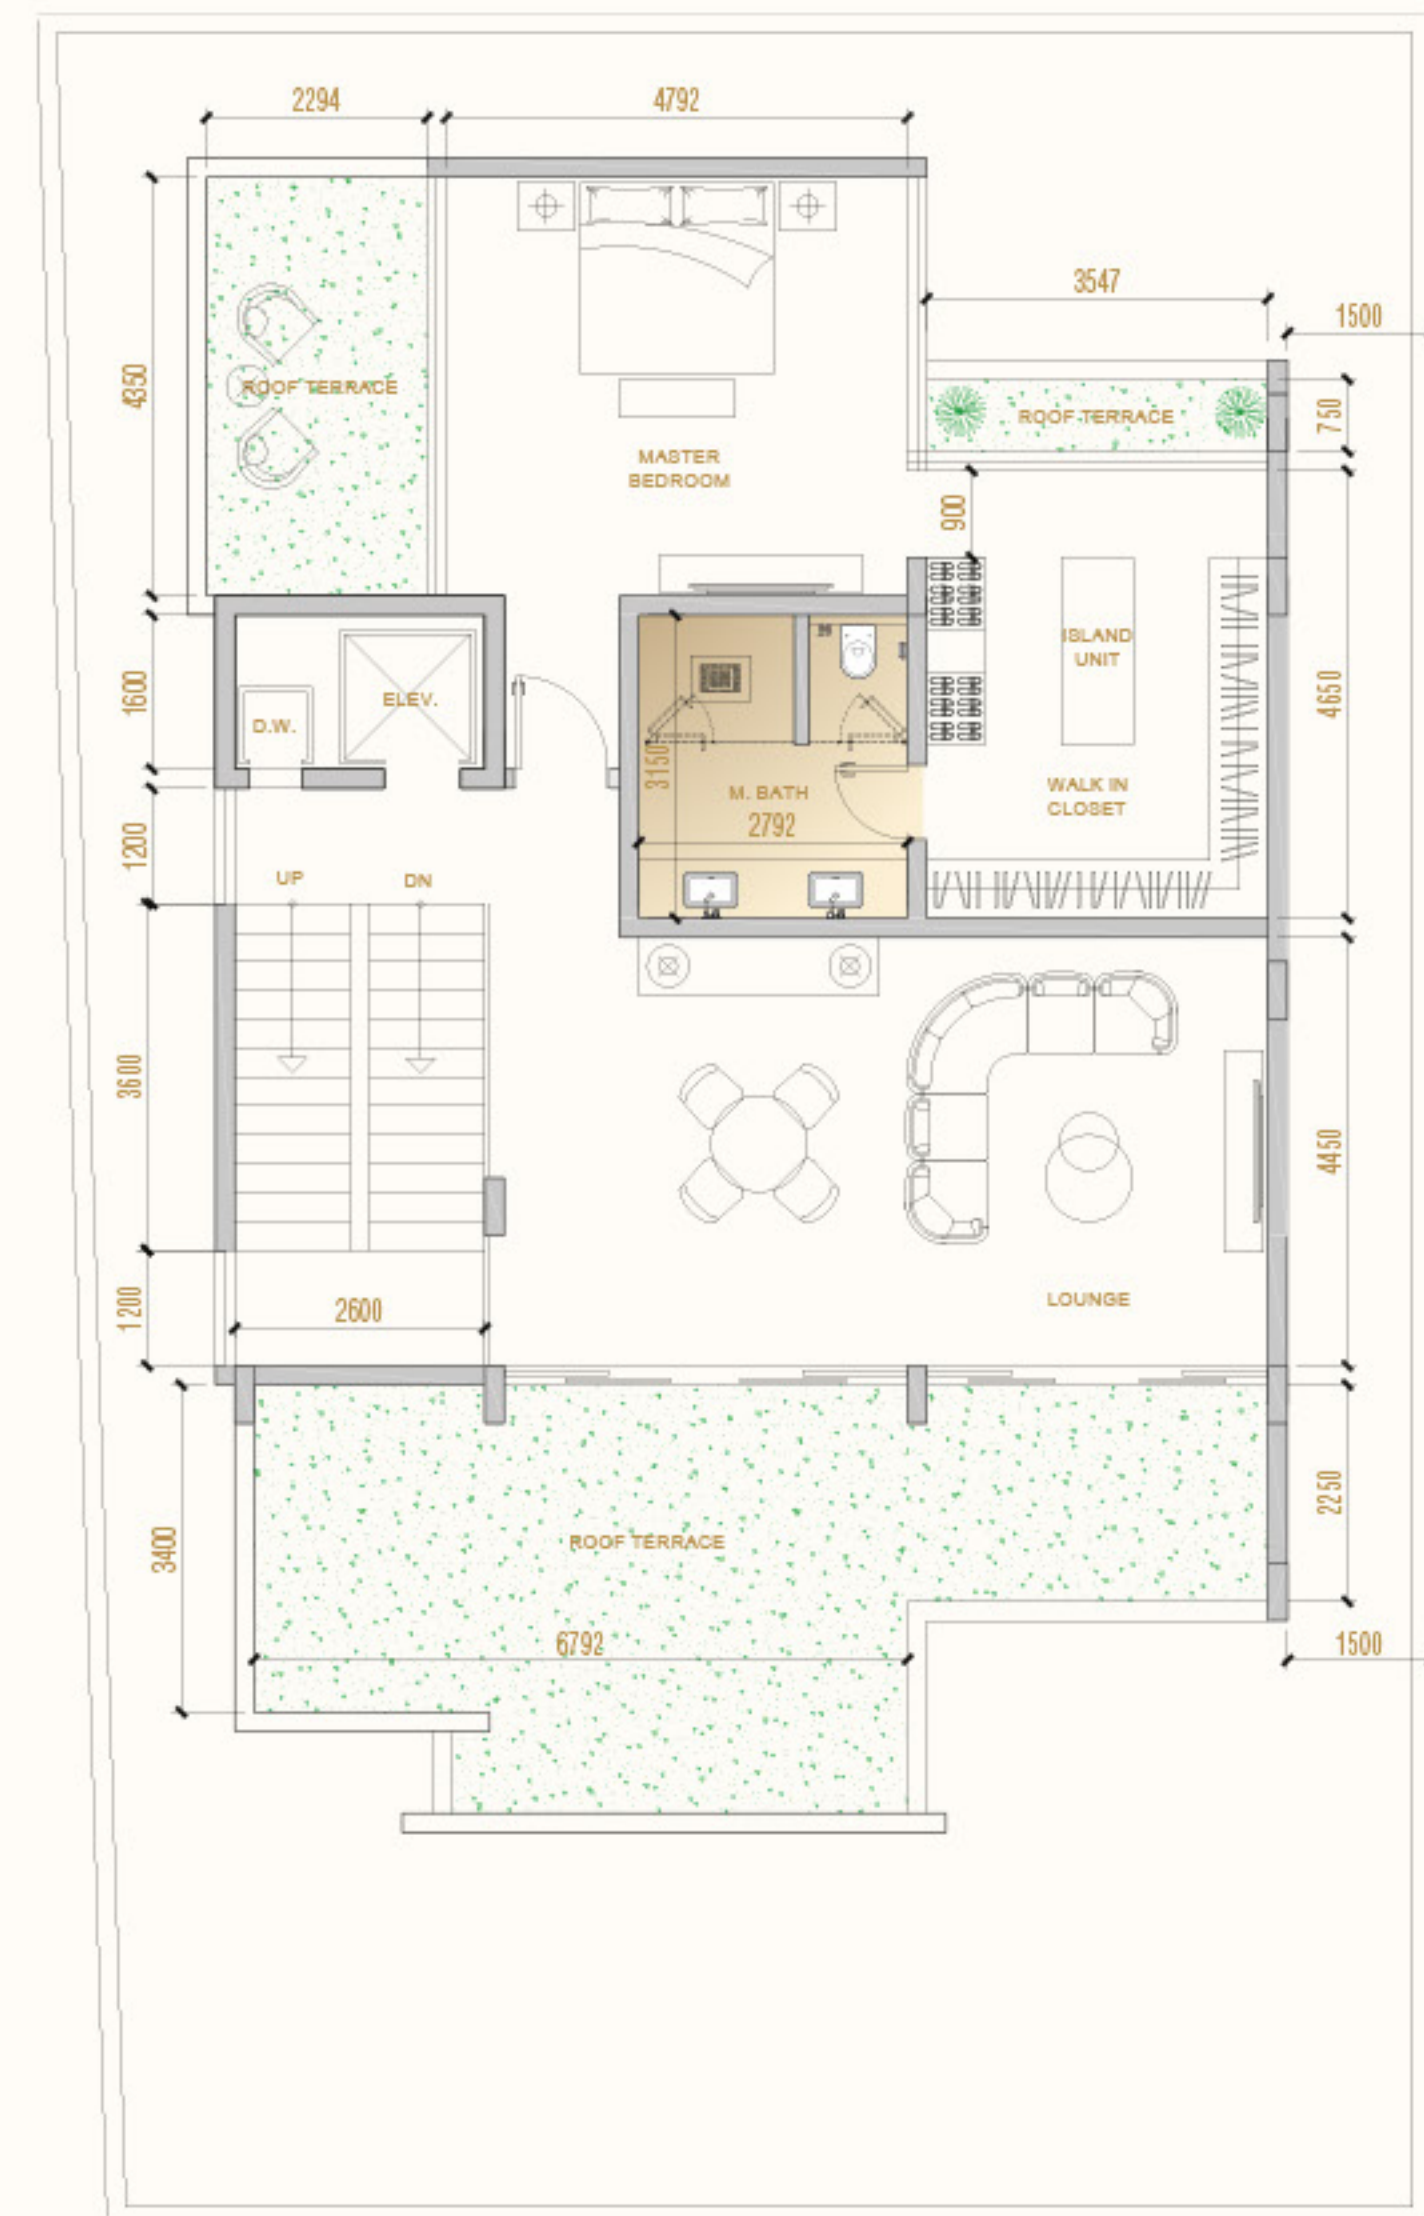 2294
4792
3547
1500
4350
ROOF TERRACE
ROOF TERRACE
750
MASTER
BEDROOM
900
ISLAND
UNIT
1600
ELEV.
D.W.
4650
3150
M. BATH
WALK IN
CLOSET
2792
1200
UP
DN
3600
4450
LOUNGE
1200
2600
2250
3400
ROOF TERRACE
6792
1500